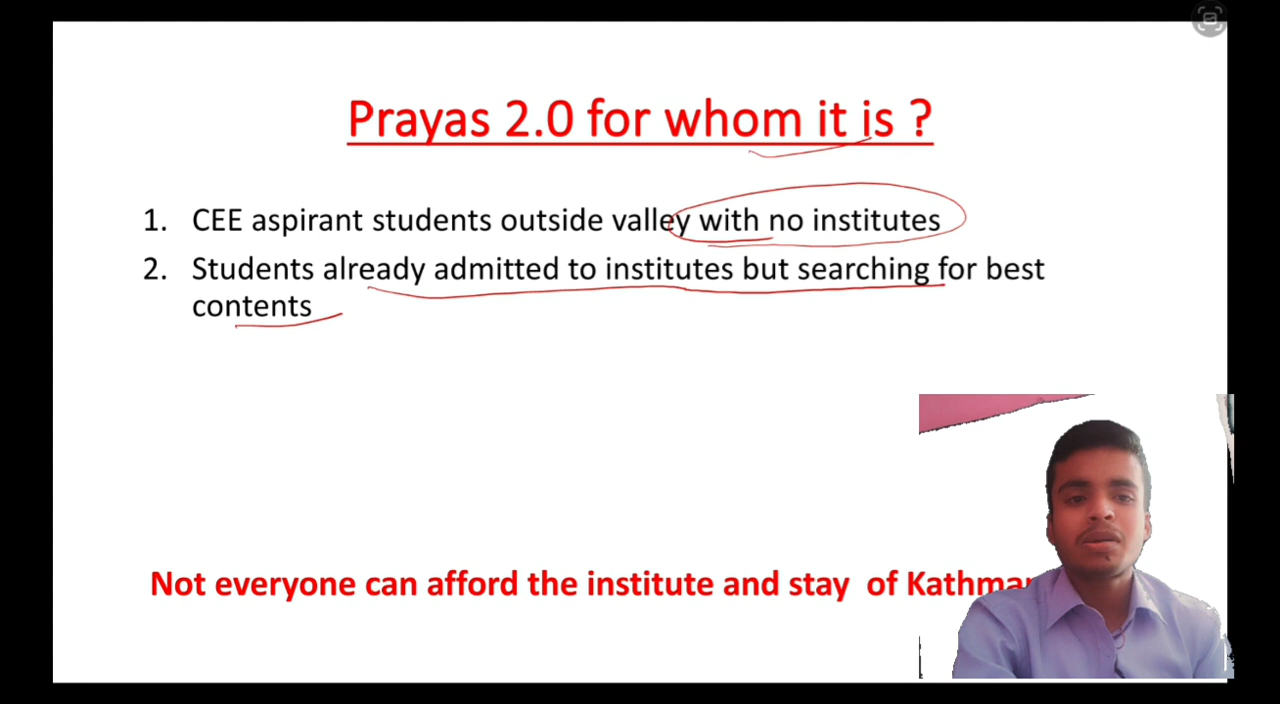 Prayas 2.0 for whom it is ?
1. CEE aspirant students outside valley with no institutes
2. Students already admitted to institutes but searching for best
contents
Not everyone can afford the institute and stay of